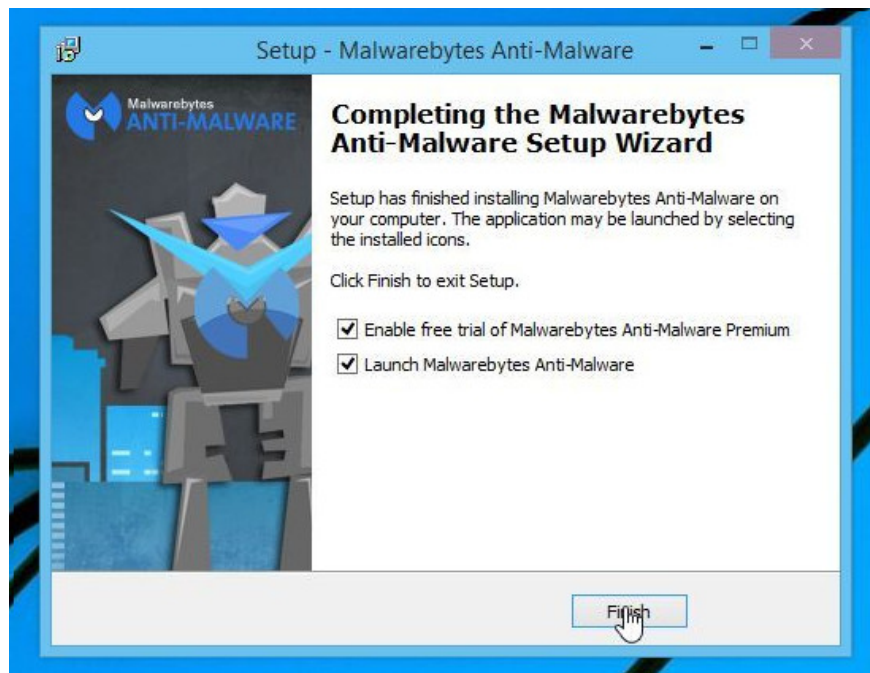 Setup - Malwarebytes Anti-Malware
Malwarebytes
ANTI-MALWARE
Completing the Malwarebytes
Anti-Malware Setup Wizard
Setup has finished installing Malwarebytes Anti-Malware on
your computer. The application may be launched by selecting
the installed icons.
Click Finish to exit Setup.
Enable free trial of Malwarebytes Anti-Malware Premium
Launch Malwarebytes Anti-Malware
Finish